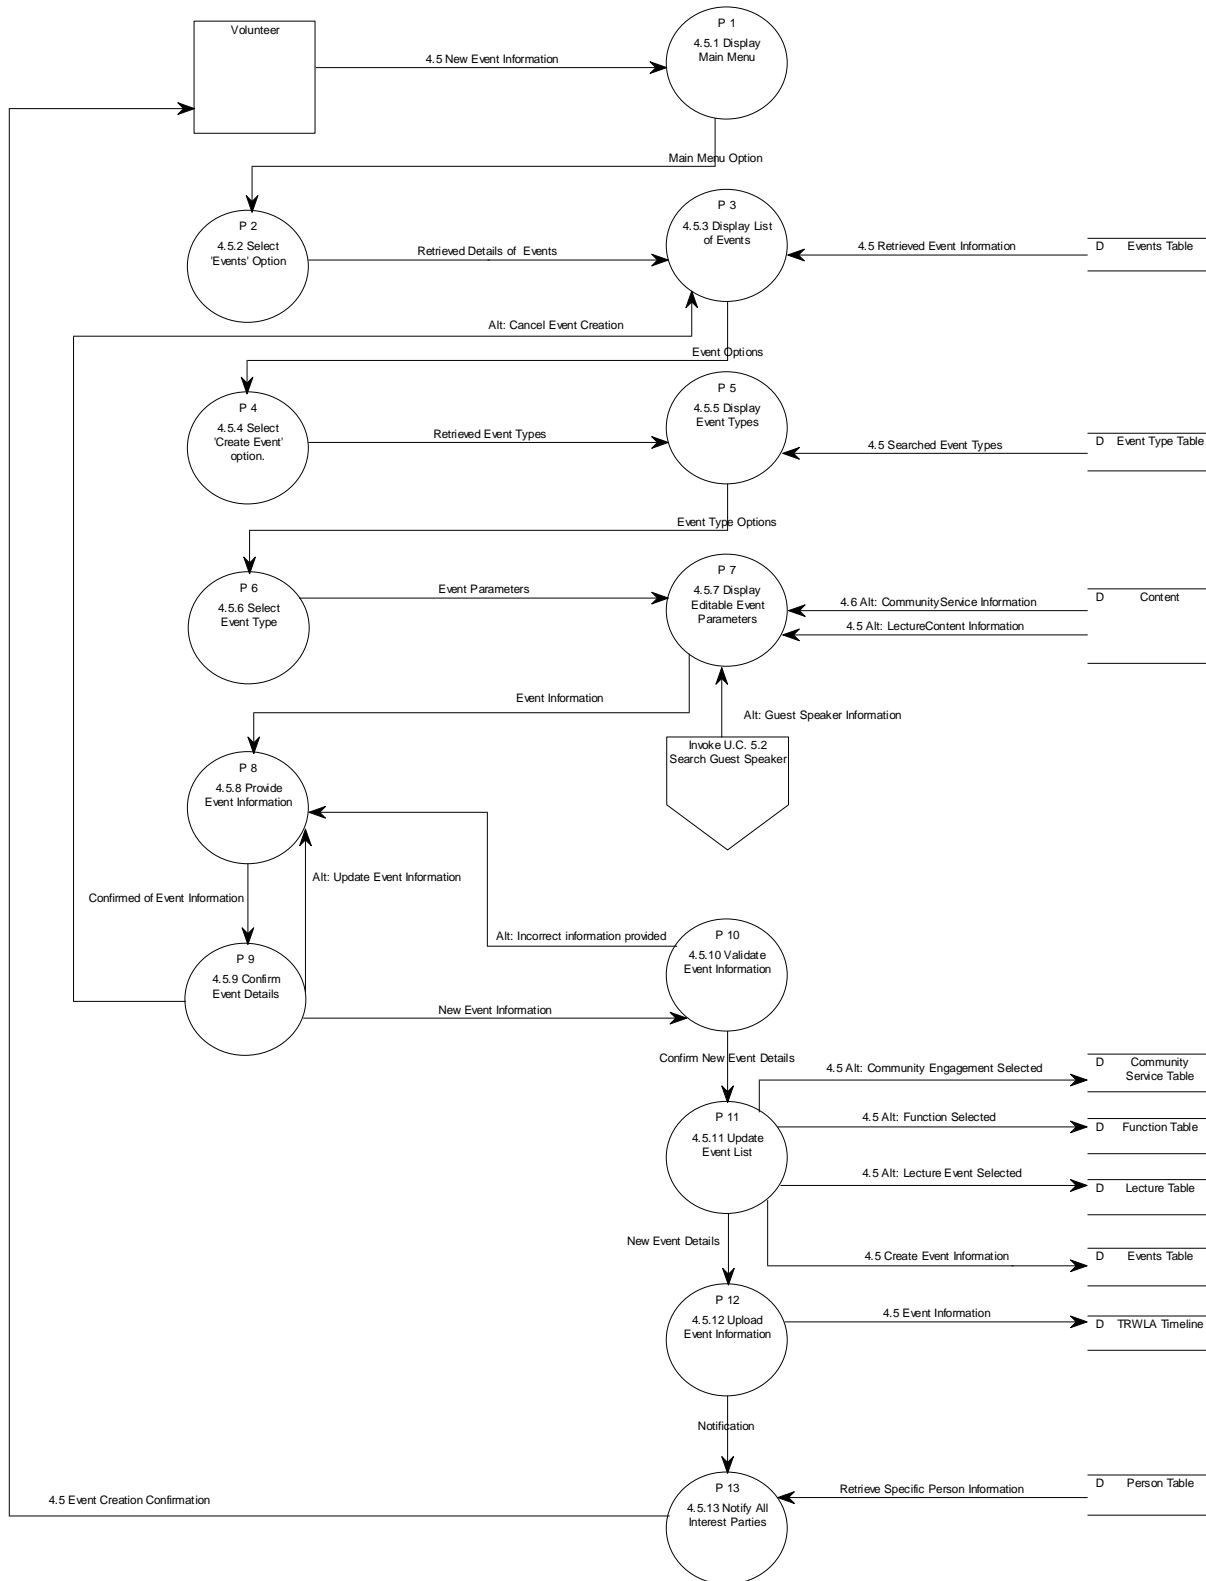 Volunteer
P 1
4.5.1 Display
Main Menu
4.5 New Event Information
Main Menu Option
P 2
4.5.2 Select
'Events' Option
Retrieved Details of Events
P 3
4.5.3 Display List
of Events
4.5 Retrieved Event Information
D Events Table
Alt: Cancel Event Creation
Event Options
P 4
4.5.4 Select
'Create Event'
option.
Retrieved Event Types
P 5
4.5.5 Display
Event Types
4.5 Searched Event Types
D Event Type Table
Event Type Options
P 6
4.5.6 Select
Event Type
Event Parameters
P 7
4.5.7 Display
Editable Event
Parameters
4.6 Alt: CommunityService Information
4.5 Alt: LectureContent Information
D Content
Event Information
Alt: Guest Speaker Information
Invoke U.C. 5.2
Search Guest Speaker
P 8
4.5.8 Provide
Event Information
Alt: Update Event Information
Confirmed of Event Information
Alt: Incorrect information provided
P 9
4.5.9 Confirm
Event Details
New Event Information
P 10
4.5.10 Validate
Event Information
Confirm New Event Details
4.5 Alt: Community Engagement Selected
D Community
Service Table
P 11
4.5.11 Update
Event List
4.5 Alt: Function Selected
D Function Table
4.5 Alt: Lecture Event Selected
D Lecture Table
New Event Details
4.5 Create Event Information
D Events Table
P 12
4.5.12 Upload
Event Information
4.5 Event Information
D TRWLA Timeline
Notification
P 13
4.5.13 Notify All
Interest Parties
Retrieve Specific Person Information
D Person Table
4.5 Event Creation Confirmation